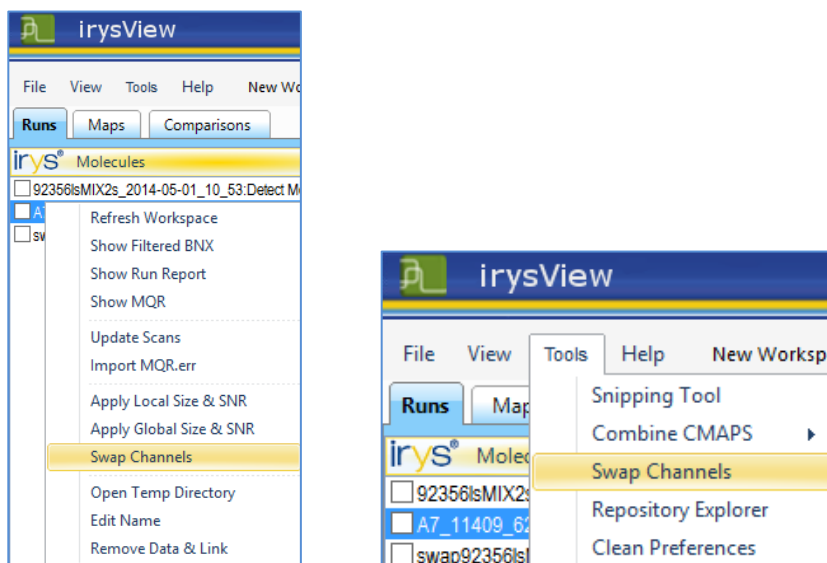 irysView
File View Tools Help New Wo
Runs Maps Comparisons
irys® Molecules
92356lsMIX2s_2014-05-01_10_53:Detect M
A
sw
Refresh Workspace
Show Filtered BNX
Show Run Report
Show MQR
Update Scans
Import MQR.err
Apply Local Size & SNR
Apply Global Size & SNR
Swap Channels
Open Temp Directory
Edit Name
Remove Data & Link
irysView
File View Tools Help New Worksp
Runs Map
irys® Molec
92356lsMIX2s
A7_11409_62
swap92356lsI
Snipping Tool
Combine CMAPS
Swap Channels
Repository Explorer
Clean Preferences